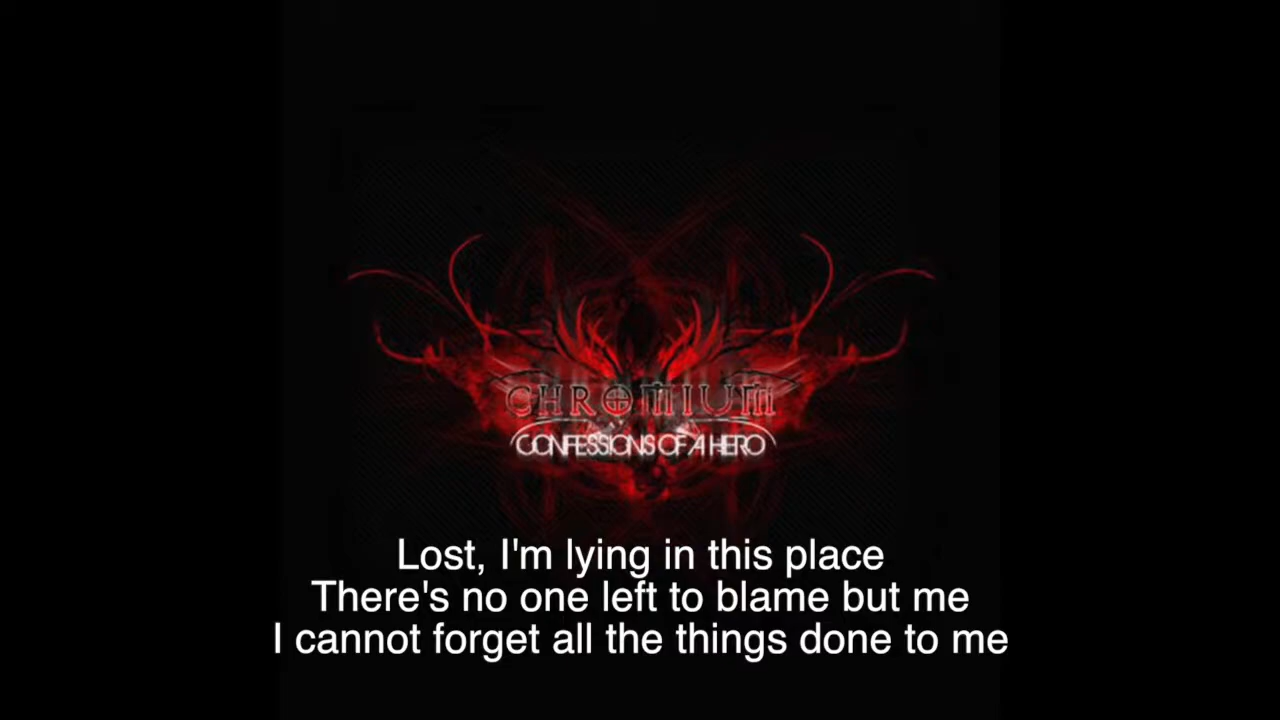 CHROMIUM
CONFESSIONS OF A HERO
Lost, I'm lying in this place
There's no one left to blame but me
I cannot forget all the things done to me